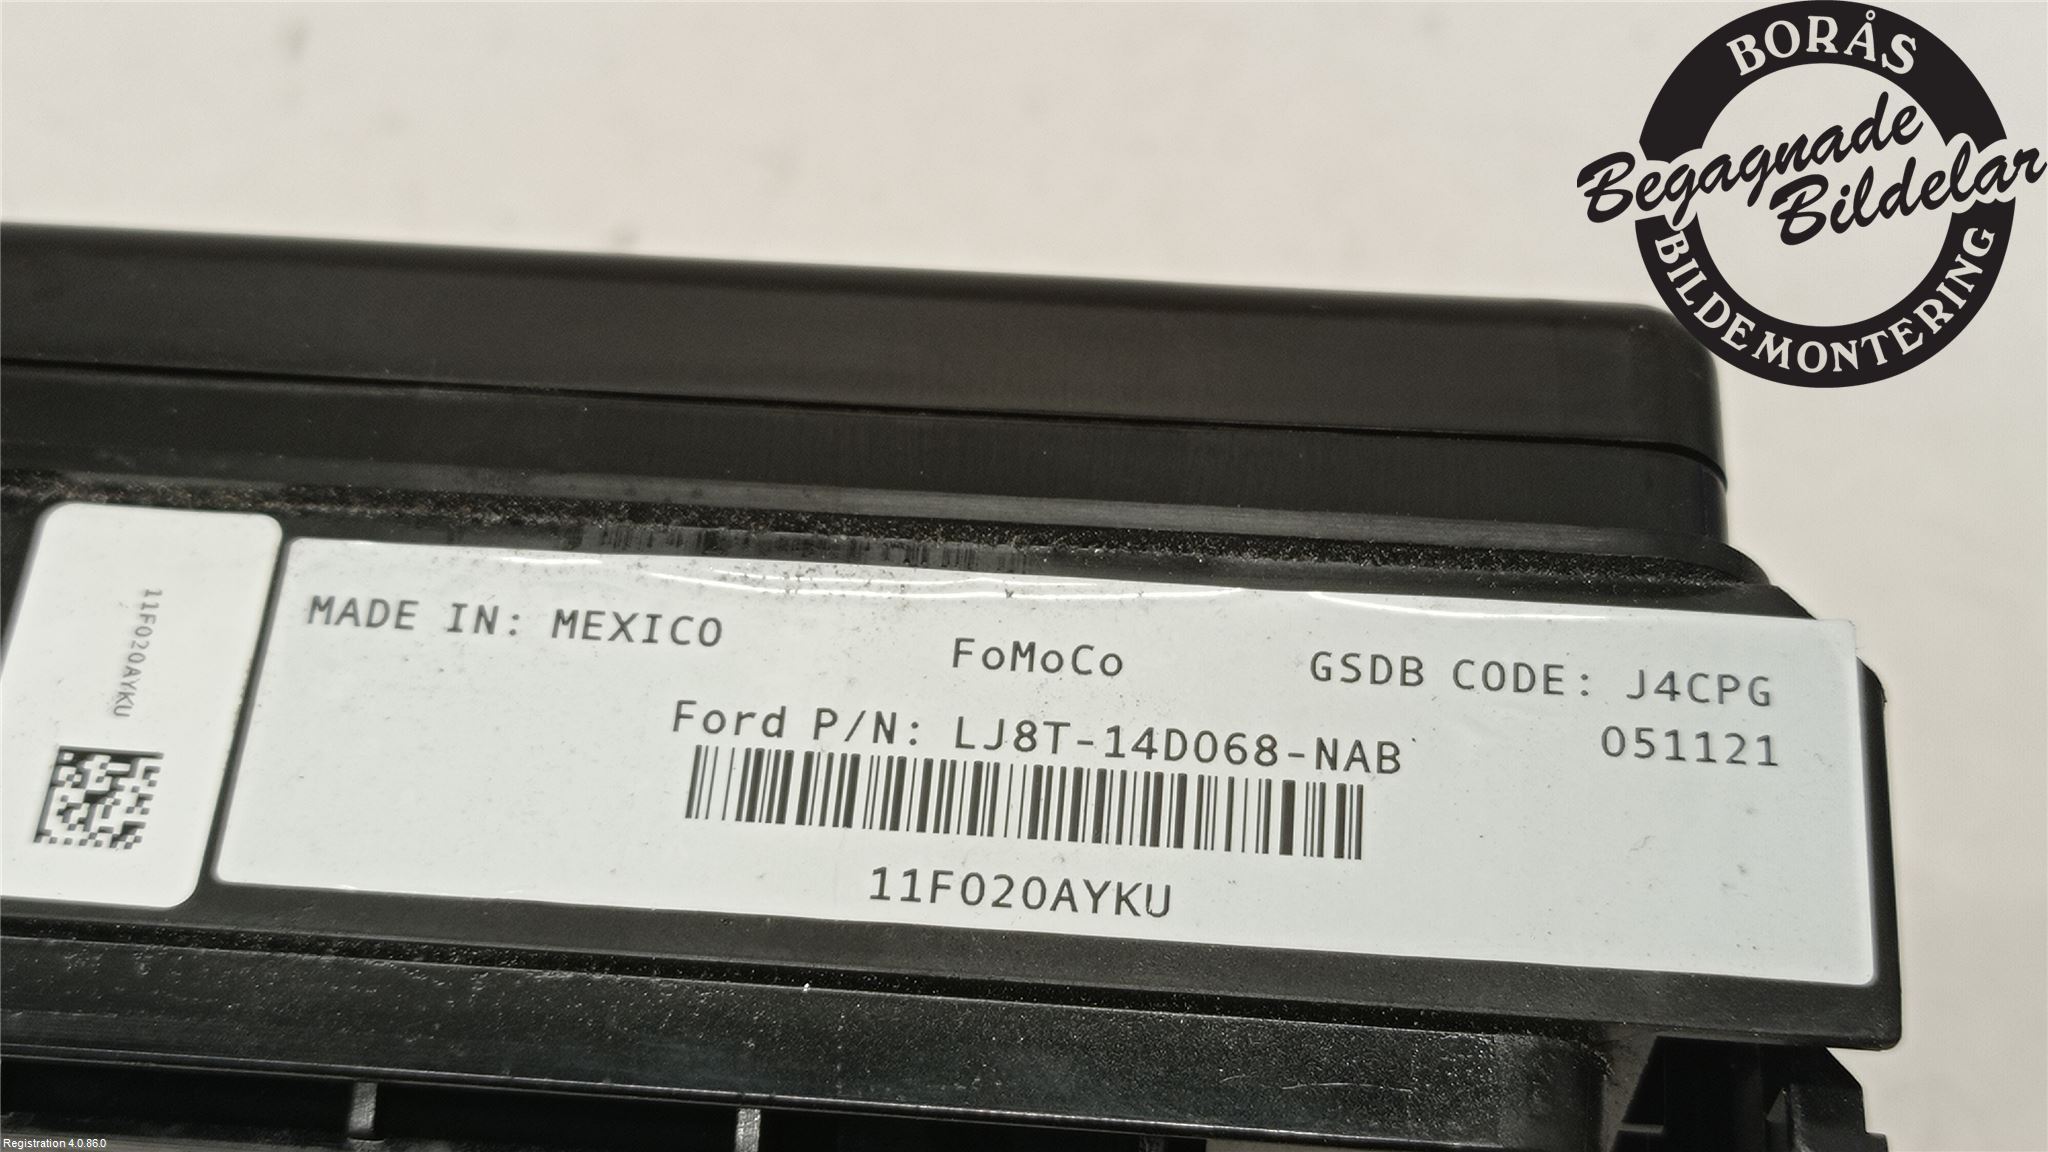 BORÅS
Begagnade
Bildelar
BILDEMONTERING
11F020AYKU
MADE IN: MEXICO
FoMoCo
GSDB CODE: J4CPG
Ford P/N: LJ8T-14D068-NAB
051121
11F020AYKU
Registration 4.0.86.0